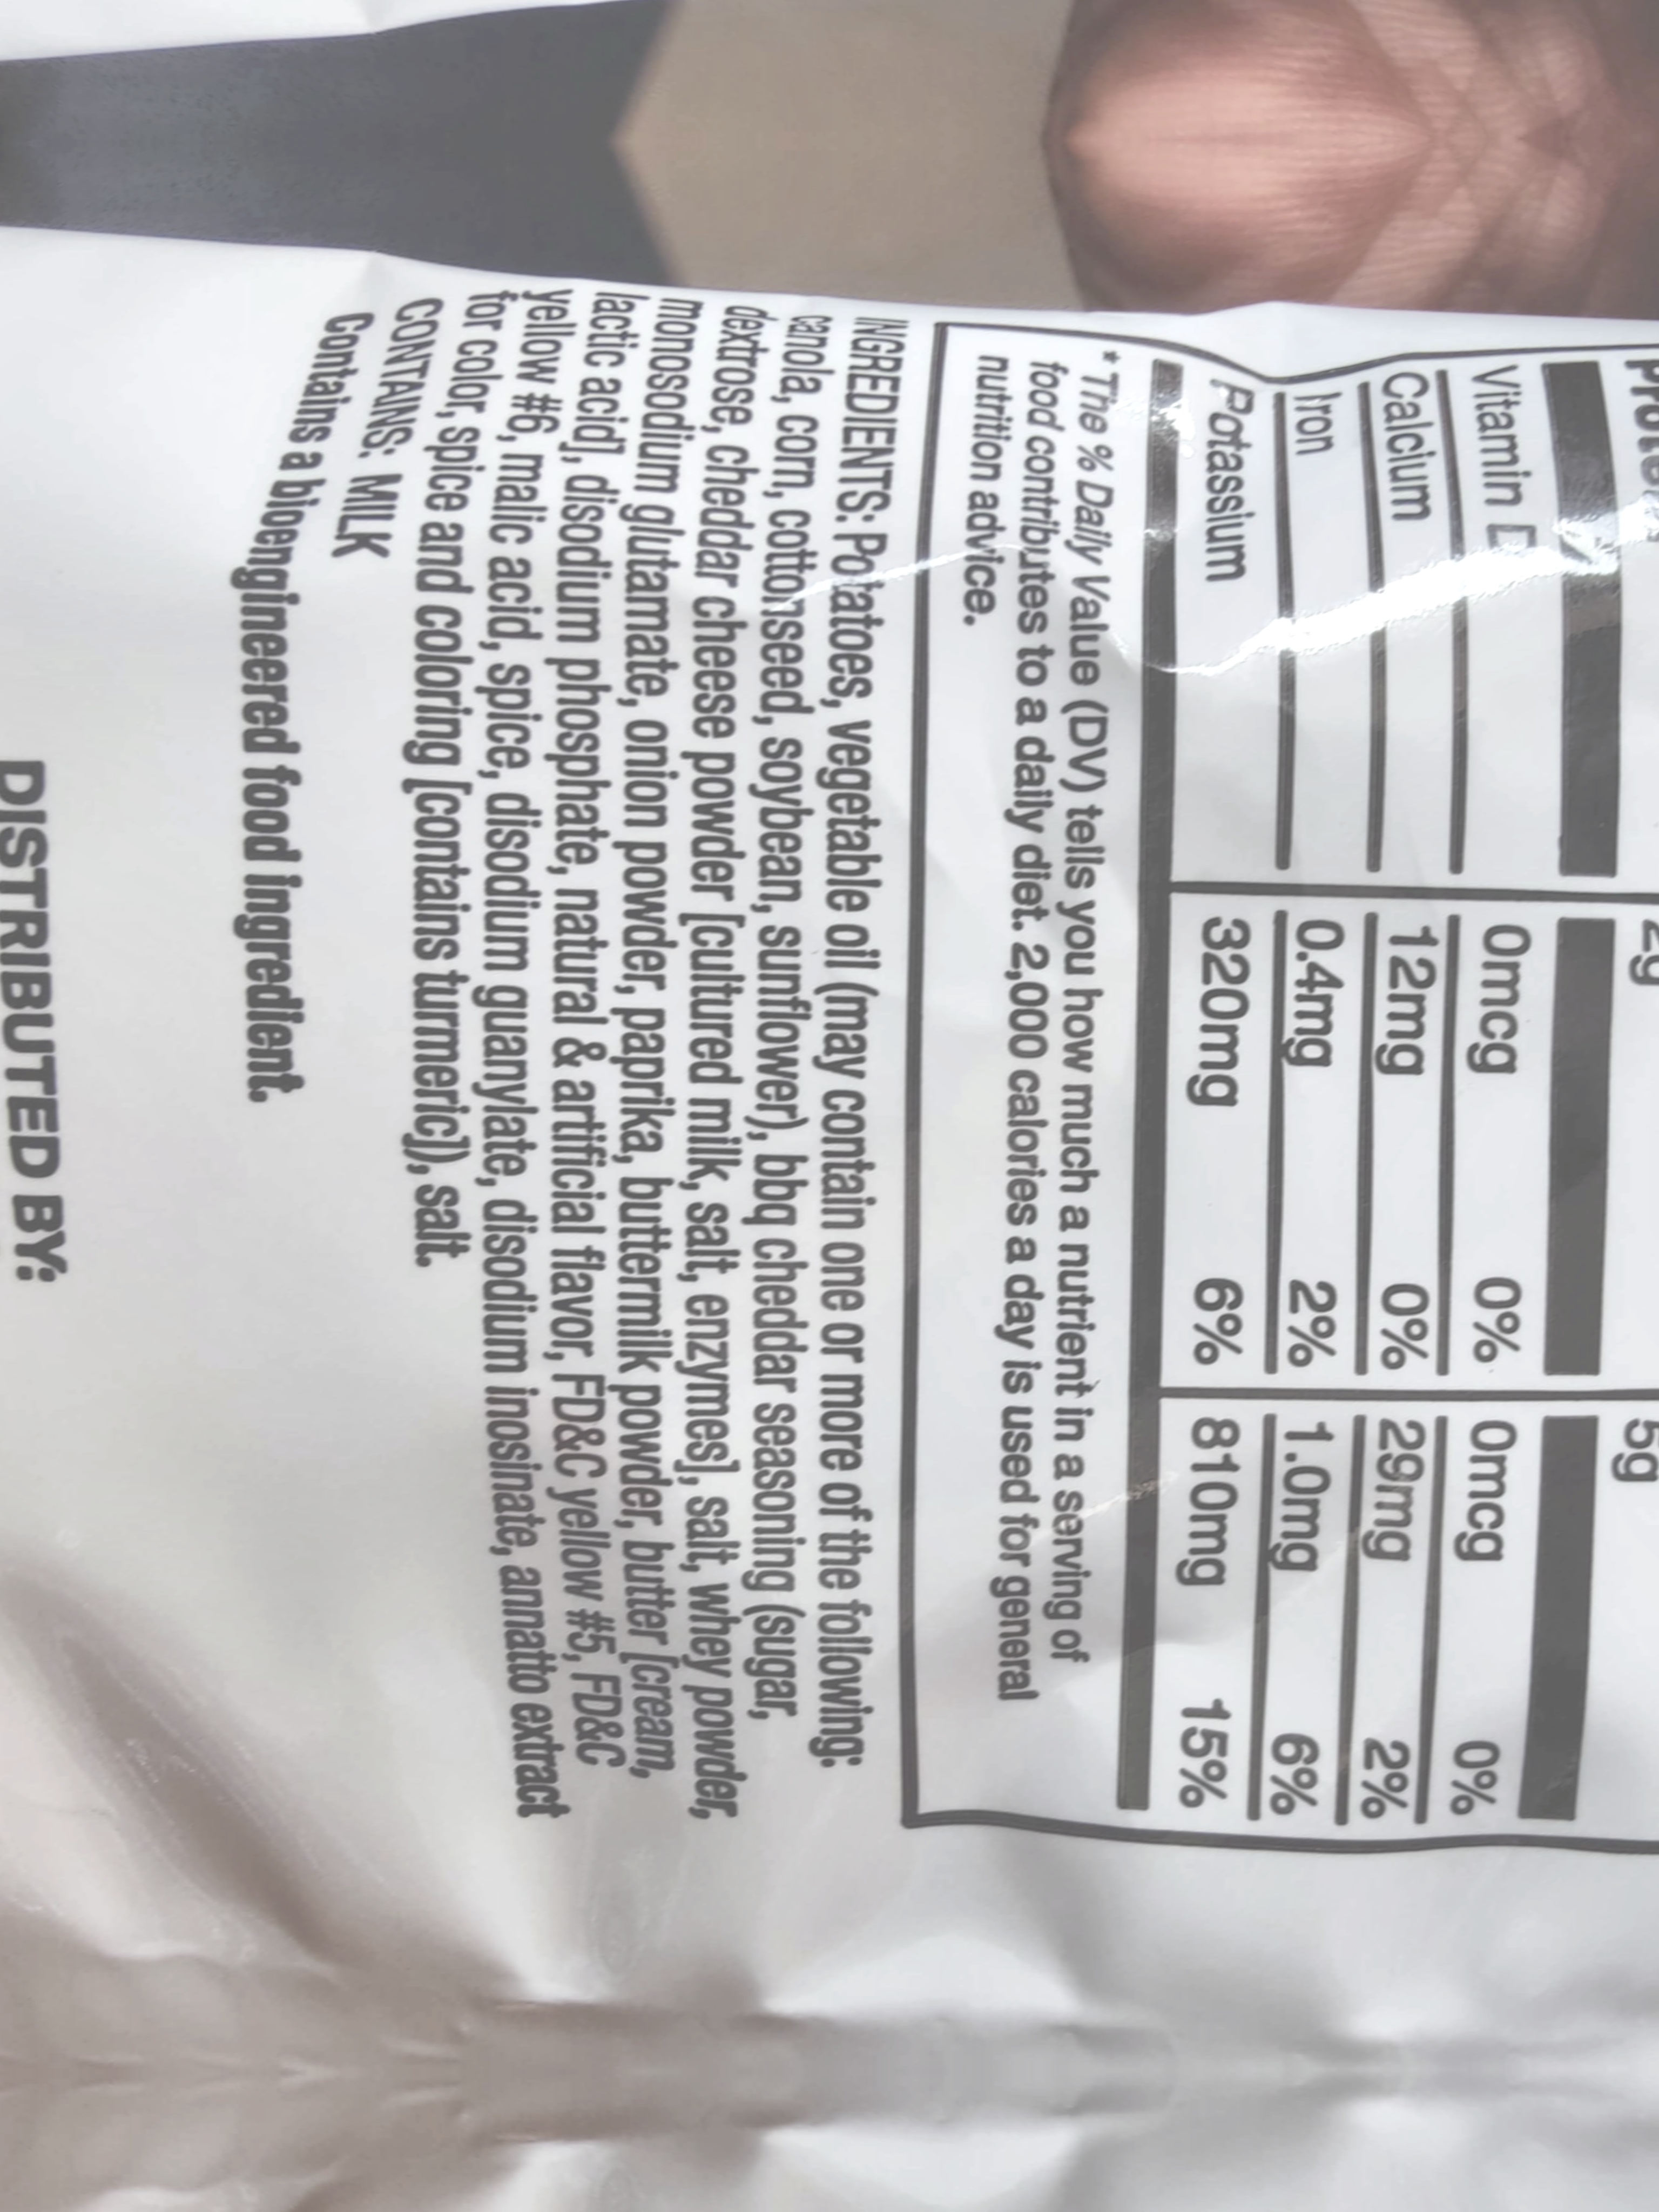 Protein 2g 5g
Vitamin D 0mcg 0% 0mcg 0%
Calcium 12mg 0% 29mg 2%
Iron 0.4mg 2% 1.0mg 6%
Potassium 320mg 6% 810mg 15%
* The % Daily Value (DV) tells you how much a nutrient in a serving of
food contributes to a daily diet. 2,000 calories a day is used for general
nutrition advice.
INGREDIENTS: Potatoes, vegetable oil (may contain one or more of the following:
canola, corn, cottonseed, soybean, sunflower), bbq cheddar seasoning (sugar,
dextrose, cheddar cheese powder [cultured milk, salt, enzymes], salt, whey powder,
monosodium glutamate, onion powder, paprika, buttermilk powder, butter [cream,
lactic acid], disodium phosphate, natural & artificial flavor, FD&C yellow #5, FD&C
yellow #6, malic acid, spice, disodium guanylate, disodium inosinate, annatto extract
for color, spice and coloring [contains turmeric]), salt.
CONTAINS: MILK
Contains a bioengineered food ingredient.
DISTRIBUTED BY: